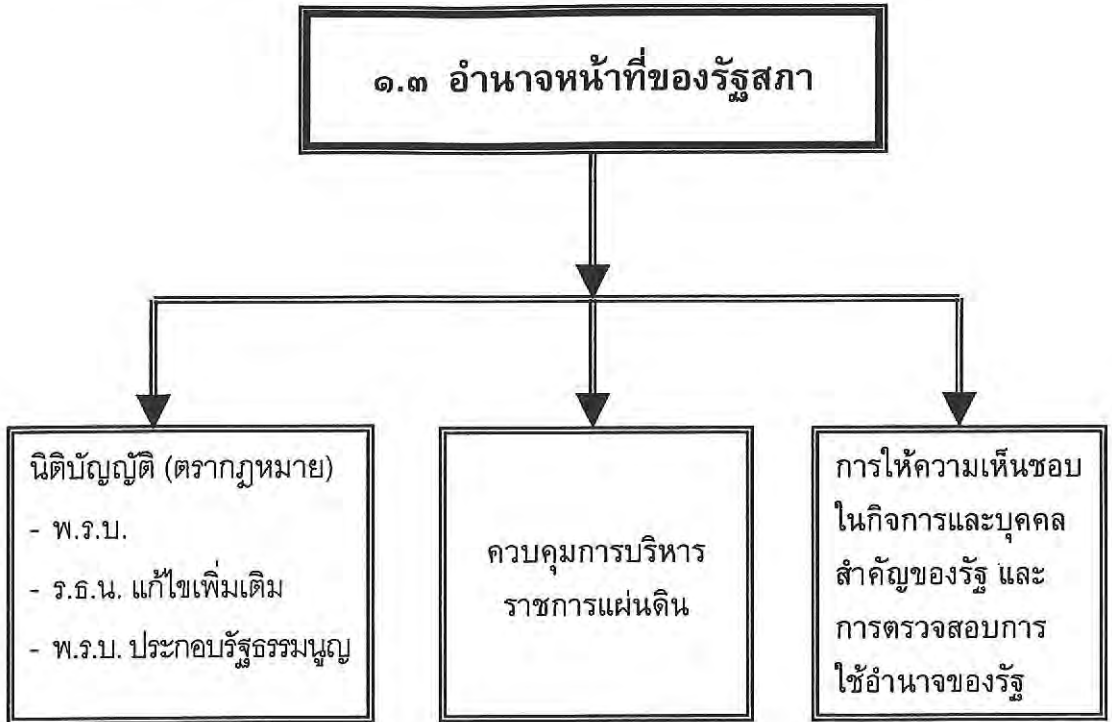 ๑.๓ อำนาจหน้าที่ของรัฐสภา
นิติบัญญัติ (ตรากฎหมาย)
- พ.ร.บ.
- ร.ธ.น. แก้ไขเพิ่มเติม
- พ.ร.บ. ประกอบรัฐธรรมนูญ
ควบคุมการบริหาร
ราชการแผ่นดิน
การให้ความเห็นชอบ
ในกิจการและบุคคล
สำคัญของรัฐ และ
การตรวจสอบการ
ใช้อำนาจของรัฐ